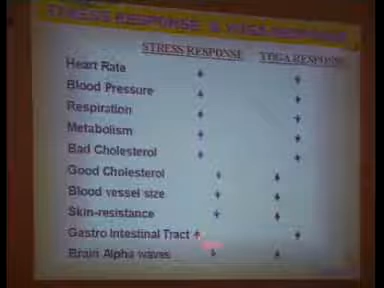 STRESS RESPONSE & YOGA RESPONSE
STRESS RESPONSE YOGA RESPONSE
Heart Rate
Blood Pressure
Respiration
Metabolism
Bad Cholesterol
Good Cholesterol
Blood vessel size
Skin-resistance
Gastro Intestinal Tract
Brain Alpha waves